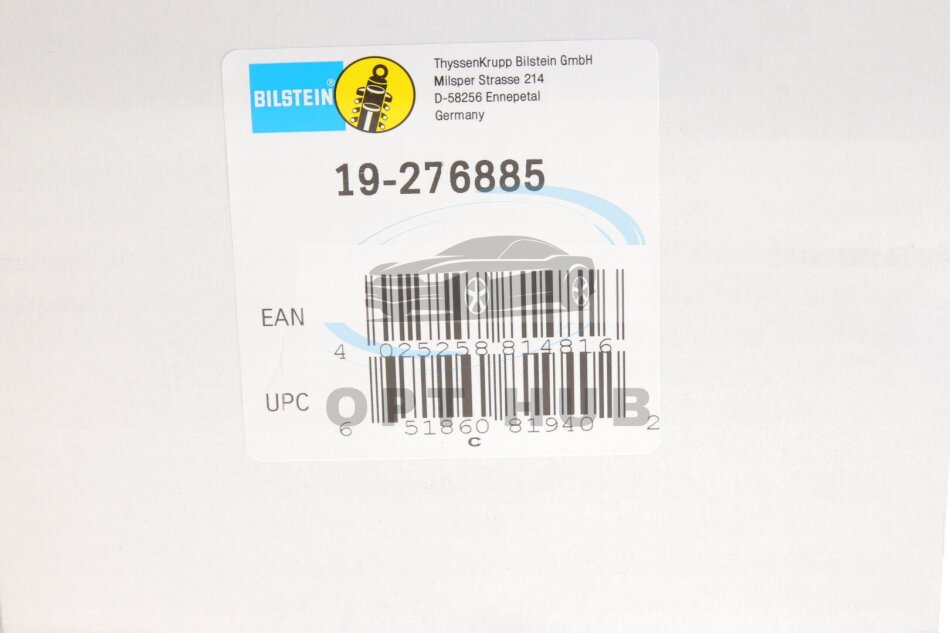 BILSTEIN®
ThyssenKrupp Bilstein GmbH
Milsper Strasse 214
D-58256 Ennepetal
Germany
19-276885
EAN
4 025258 814816
UPC
OPT HUB
6 51860 81940 2
C